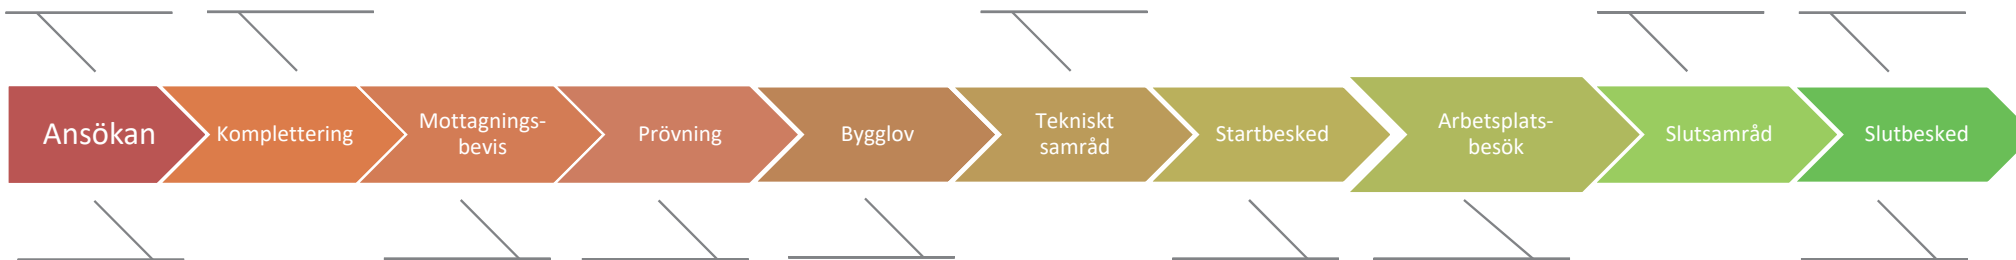 Ansökan
Komplettering
Mottagnings-
bevis
Prövning
Bygglov
Tekniskt
samråd
Startbesked
Arbetsplats-
besök
Slutsamråd
Slutbesked